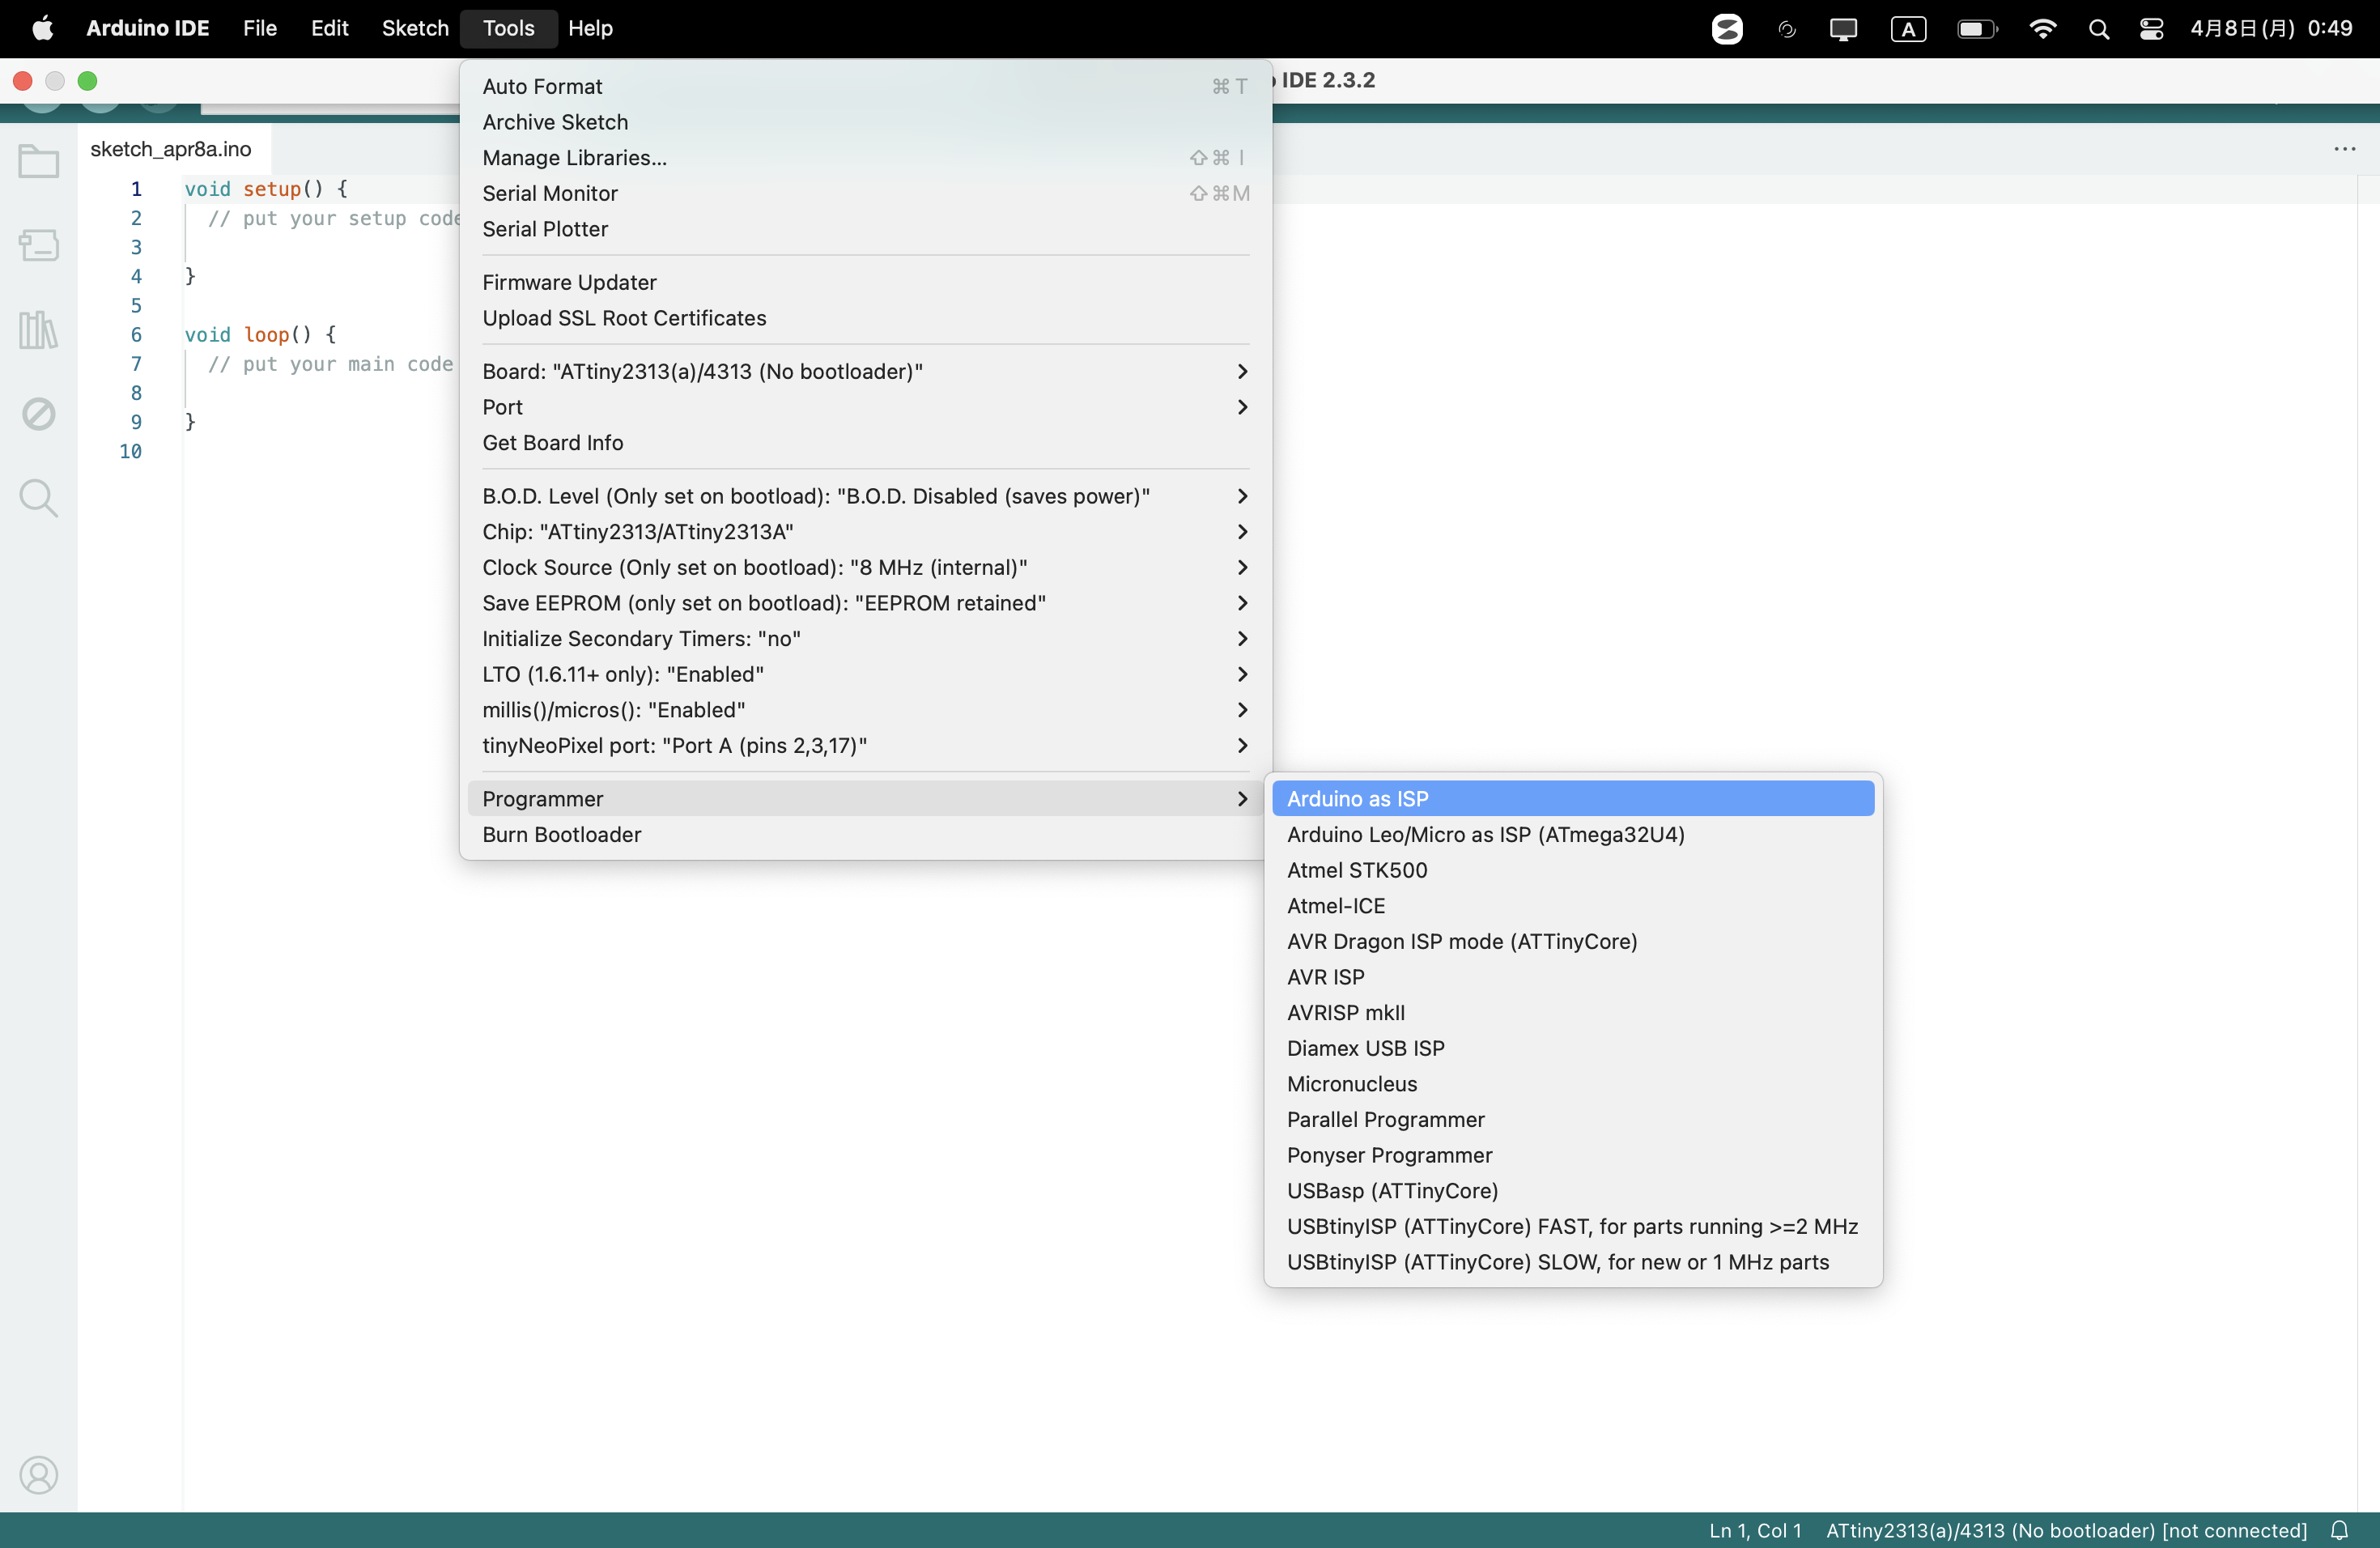 Arduino IDE File Edit Sketch Tools Help A 4月8日(月) 0:49
IDE 2.3.2
sketch_apr8a.ino
1 void setup() {
2 // put your setup code
3
4 }
5
6 void loop() {
7 // put your main code
8
9 }
10
Auto Format ⌘ T
Archive Sketch
Manage Libraries... ⇧⌘ I
Serial Monitor ⇧⌘M
Serial Plotter
Firmware Updater
Upload SSL Root Certificates
Board: "ATtiny2313(a)/4313 (No bootloader)"
Port
Get Board Info
B.O.D. Level (Only set on bootload): "B.O.D. Disabled (saves power)"
Chip: "ATtiny2313/ATtiny2313A"
Clock Source (Only set on bootload): "8 MHz (internal)"
Save EEPROM (only set on bootload): "EEPROM retained"
Initialize Secondary Timers: "no"
LTO (1.6.11+ only): "Enabled"
millis()/micros(): "Enabled"
tinyNeoPixel port: "Port A (pins 2,3,17)"
Programmer
Burn Bootloader
Arduino as ISP
Arduino Leo/Micro as ISP (ATmega32U4)
Atmel STK500
Atmel-ICE
AVR Dragon ISP mode (ATTinyCore)
AVR ISP
AVRISP mkII
Diamex USB ISP
Micronucleus
Parallel Programmer
Ponyser Programmer
USBasp (ATTinyCore)
USBtinyISP (ATTinyCore) FAST, for parts running >=2 MHz
USBtinyISP (ATTinyCore) SLOW, for new or 1 MHz parts
Ln 1, Col 1 ATtiny2313(a)/4313 (No bootloader) [not connected]